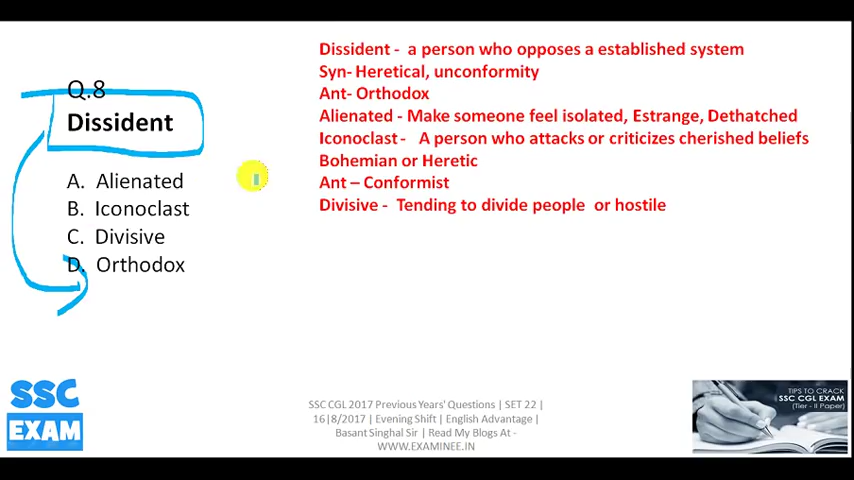 Q.8
Dissident
A. Alienated
B. Iconoclast
C. Divisive
D. Orthodox
Dissident - a person who opposes a established system
Syn- Heretical, unconformity
Ant- Orthodox
Alienated - Make someone feel isolated, Estrange, Dethatched
Iconoclast - A person who attacks or criticizes cherished beliefs
Bohemian or Heretic
Ant – Conformist
Divisive - Tending to divide people or hostile
SSC
EXAM
SSC CGL 2017 Previous Years' Questions | SET 22 |
16|8/2017 | Evening Shift | English Advantage |
Basant Singhal Sir | Read My Blogs At -
WWW.EXAMINEE.IN
TIPS TO CRACK
SSC CGL EXAM
(Tier - II Paper)